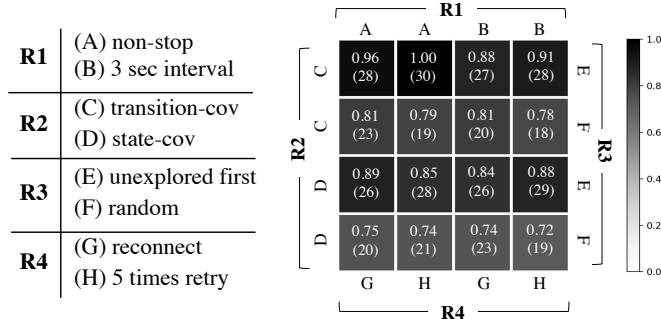 R1 (A) non-stop
(B) 3 sec interval
R2 (C) transition-cov
(D) state-cov
R3 (E) unexplored first
(F) random
R4 (G) reconnect
(H) 5 times retry
R1
A A B B
R2
C 0.96 1.00 0.88 0.91 E
(28) (30) (27) (28)
C 0.81 0.79 0.81 0.78 F
(23) (19) (20) (18)
D 0.89 0.85 0.84 0.88 E
(26) (28) (26) (29)
D 0.75 0.74 0.74 0.72 F
(20) (21) (23) (19)
R3
G H G H
R4
1.0
0.8
0.6
0.4
0.2
0.0